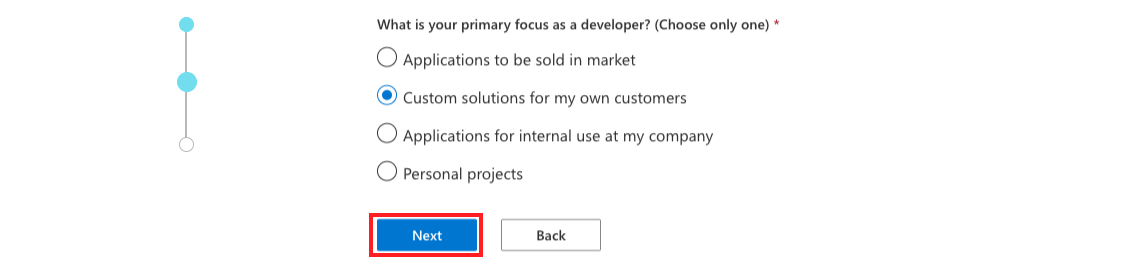 What is your primary focus as a developer? (Choose only one) *
Applications to be sold in market
Custom solutions for my own customers
Applications for internal use at my company
Personal projects
Next
Back